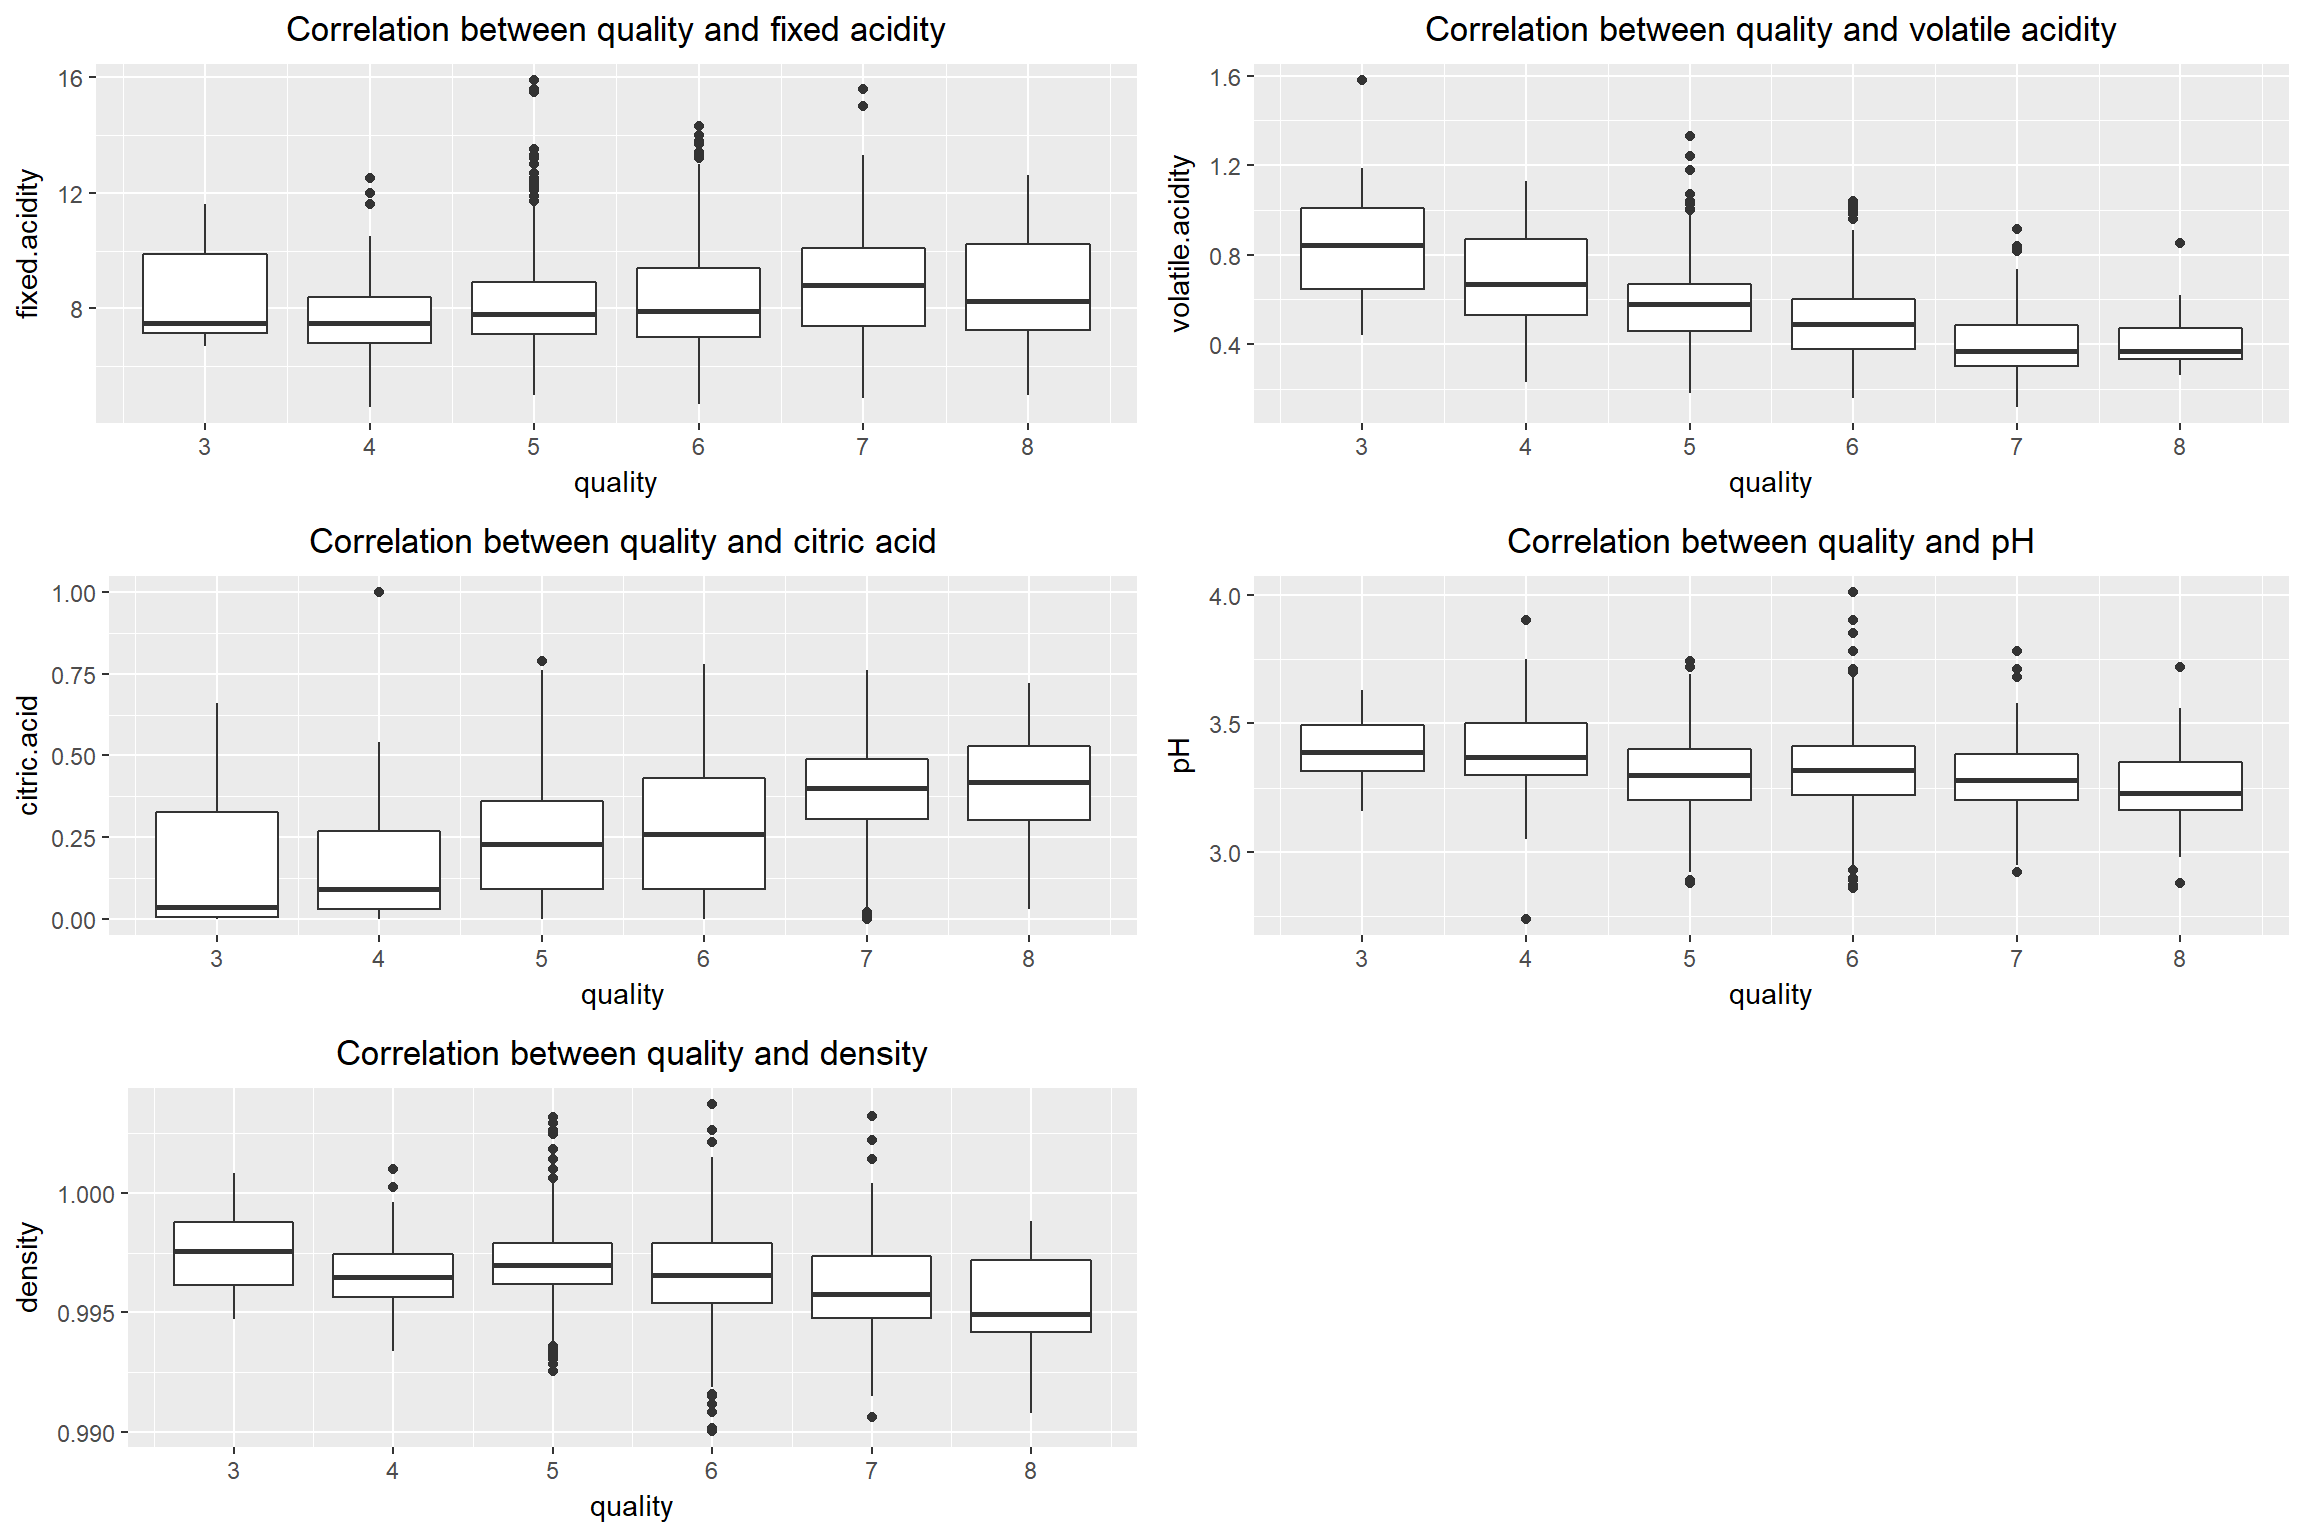 Correlation between quality and fixed acidity
16
12
8
fixed.acidity
3 4 5 6 7 8
quality
Correlation between quality and volatile acidity
1.6
1.2
0.8
0.4
volatile.acidity
3 4 5 6 7 8
quality
Correlation between quality and citric acid
1.00
0.75
0.50
0.25
0.00
citric.acid
3 4 5 6 7 8
quality
Correlation between quality and pH
4.0
3.5
3.0
pH
3 4 5 6 7 8
quality
Correlation between quality and density
1.000
0.995
0.990
density
3 4 5 6 7 8
quality